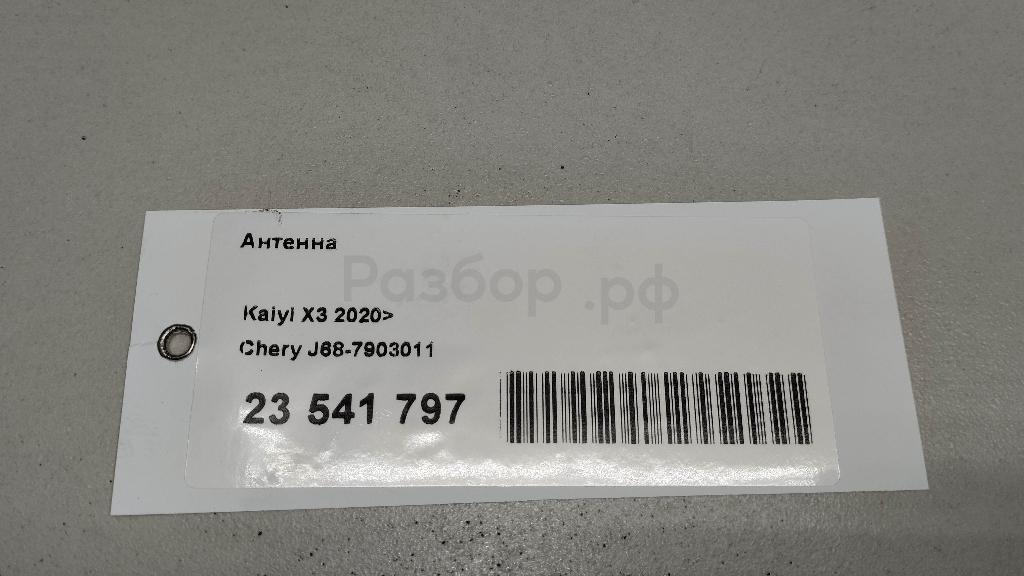 Антенна
Разбор.рф
Kaiyi X3 2020>
Chery J68-7903011
23 541 797